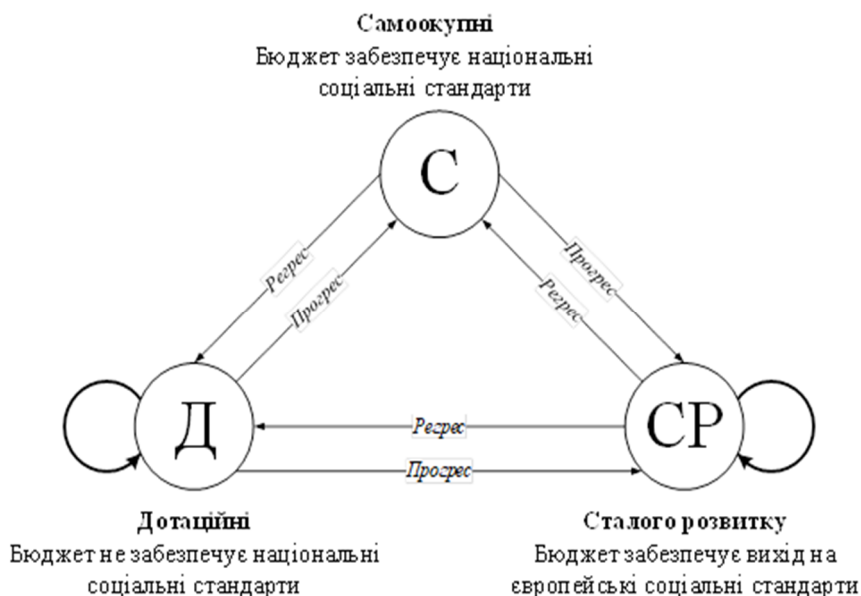 Самоокупні
Бюджет забезпечує національні
соціальні стандарти
С
Регрес
Прогрес
Прогрес
Регрес
Д
СР
Регрес
Прогрес
Дотаційні
Бюджет не забезпечує національні
соціальні стандарти
Сталого розвитку
Бюджет забезпечує вихід на
європейські соціальні стандарти